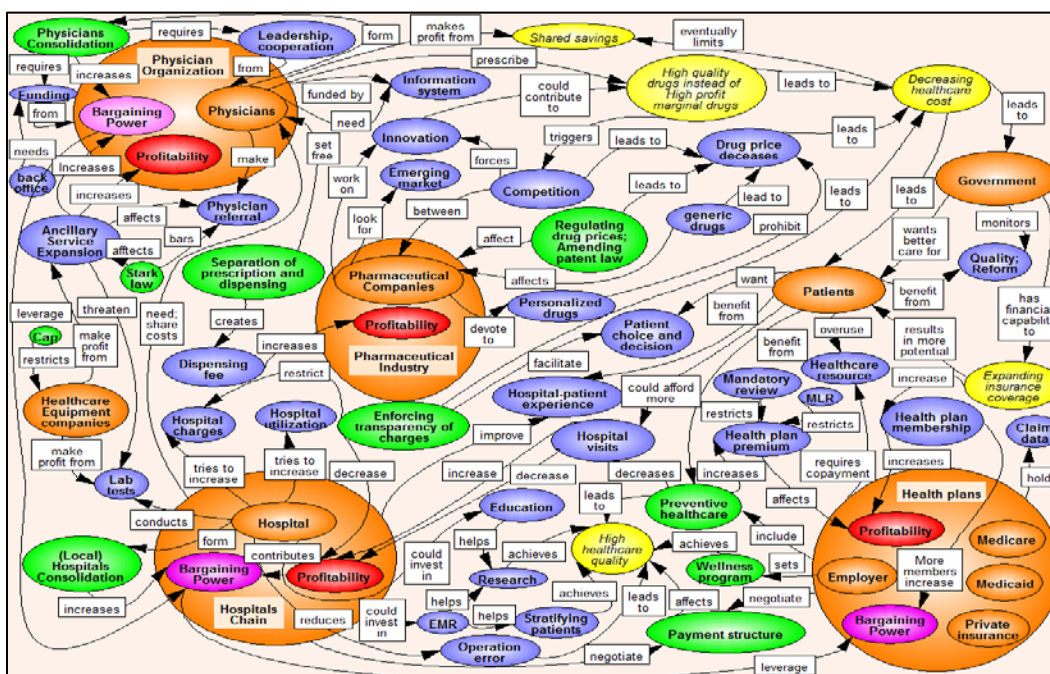 Physicians
Consolidation
requires
Leadership,
cooperation
form
makes
profit from
Shared savings
eventually
limits
requires
increases
Physician
Organization
from
prescribe
High quality
drugs instead of
High profit
marginal drugs
leads to
Decreasing
healthcare
cost
Funding
Physicians
funded by
Information
system
could
contribute
to
from
Bargaining
Power
need
Innovation
triggers
leads to
Drug price
deceases
leads to
leads
to
needs
Profitability
make
set
free
work
on
forces
Emerging
market
Competition
leads to
lead to
leads
to
leads
to
Government
back
office
Increases
increases
Physician
referral
look
for
between
generic
drugs
prohibit
monitors
Ancillary
Service
Expansion
affects
affects
bars
Stark
law
Separation of
prescription and
dispensing
affect
Regulating
drug prices;
Amending
patent law
wants
better
care for
Quality;
Reform
Pharmaceutical
Companies
affects
want
Patients
benefit
from
leverage
threaten
need;
share
costs
Profitability
Personalized
drugs
benefit
from
has
financial
capability
to
Cap
make
profit
from
creates
increases
devote
to
Patient
choice and
decision
overuse
results
in more
potential
restricts
Dispensing
fee
restrict
Pharmaceutical
Industry
facilitate
benefit
from
Healthcare
resource
increase
Expanding
insurance
coverage
Healthcare
Equipment
companies
Hospital
charges
Hospital
utilization
Enforcing
transparency of
charges
Hospital-patient
experience
could afford
more
Mandatory
review
MLR
restricts
restricts
Health plan
membership
Claim
data
make
profit from
tries to
increase
tries to
increase
decrease
improve
Hospital
visits
Health plan
premium
Lab
tests
increase
decrease
decreases
increases
requires
copayment
increases
hold
conducts
Hospital
Education
leads
to
Preventive
healthcare
affects
Health plans
Profitability
Medicare
(Local)
Hospitals
Consolidation
form
contributes
could
invest
in
helps
achieves
High
healthcare
quality
achieves
include
More
members
increase
Bargaining
Power
Profitability
Research
Wellness
program
sets
Employer
Medicaid
increases
Hospitals
Chain
reduces
could
invest
in
helps
EMR
helps
Stratifying
patients
achieves
leads
to
affects
negotiate
Payment structure
Bargaining
Power
Private
insurance
Operation
error
negotiate
leverage